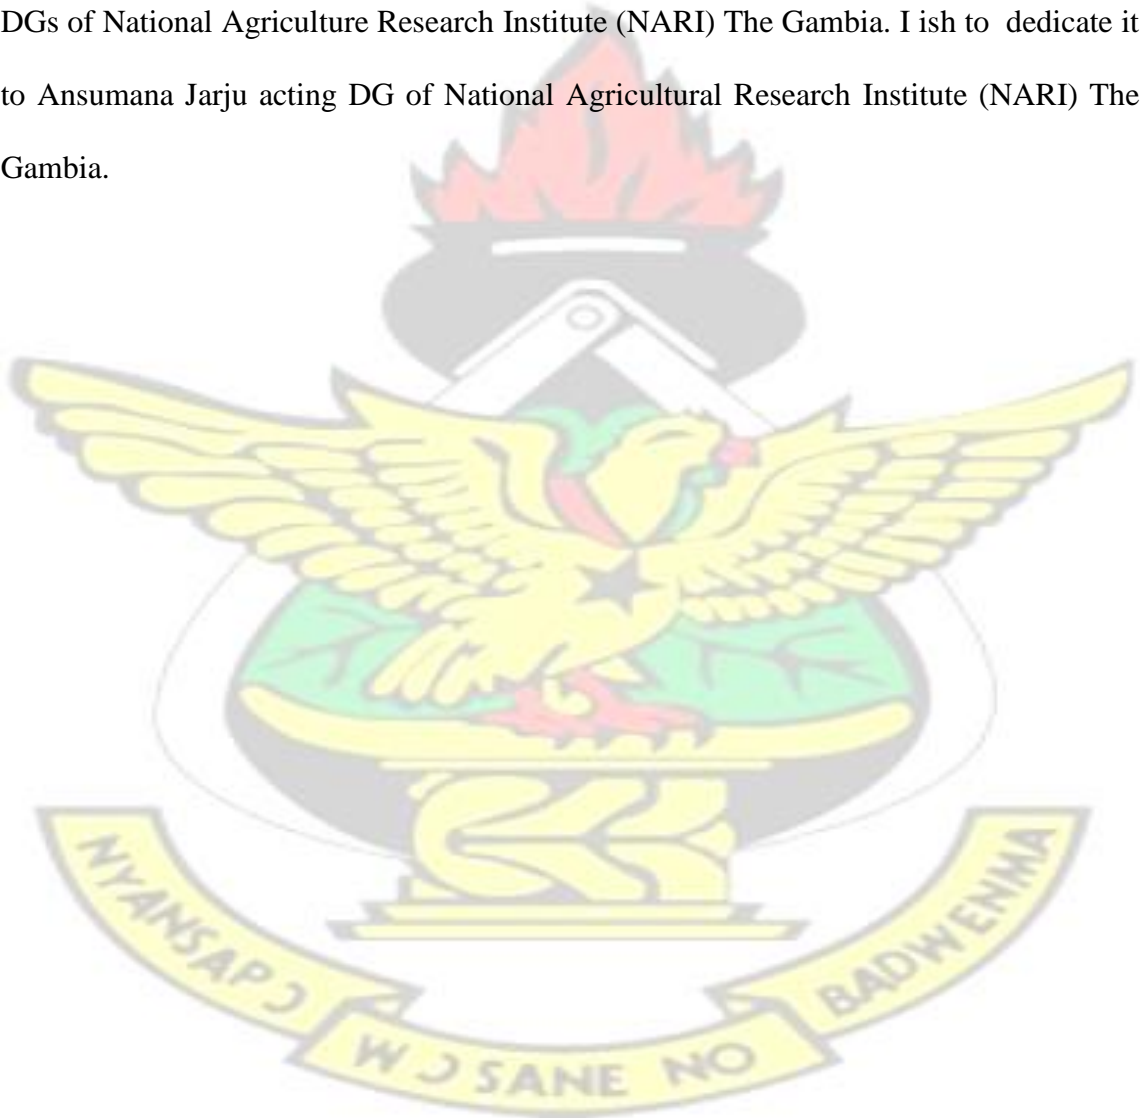 DGs of National Agriculture Research Institute (NARI) The Gambia. I ish to  dedicate it
to Ansumana Jarju acting DG of National Agricultural Research Institute (NARI) The
Gambia.
NYANSAPƆ
WƆSANE NO
BADWENMA